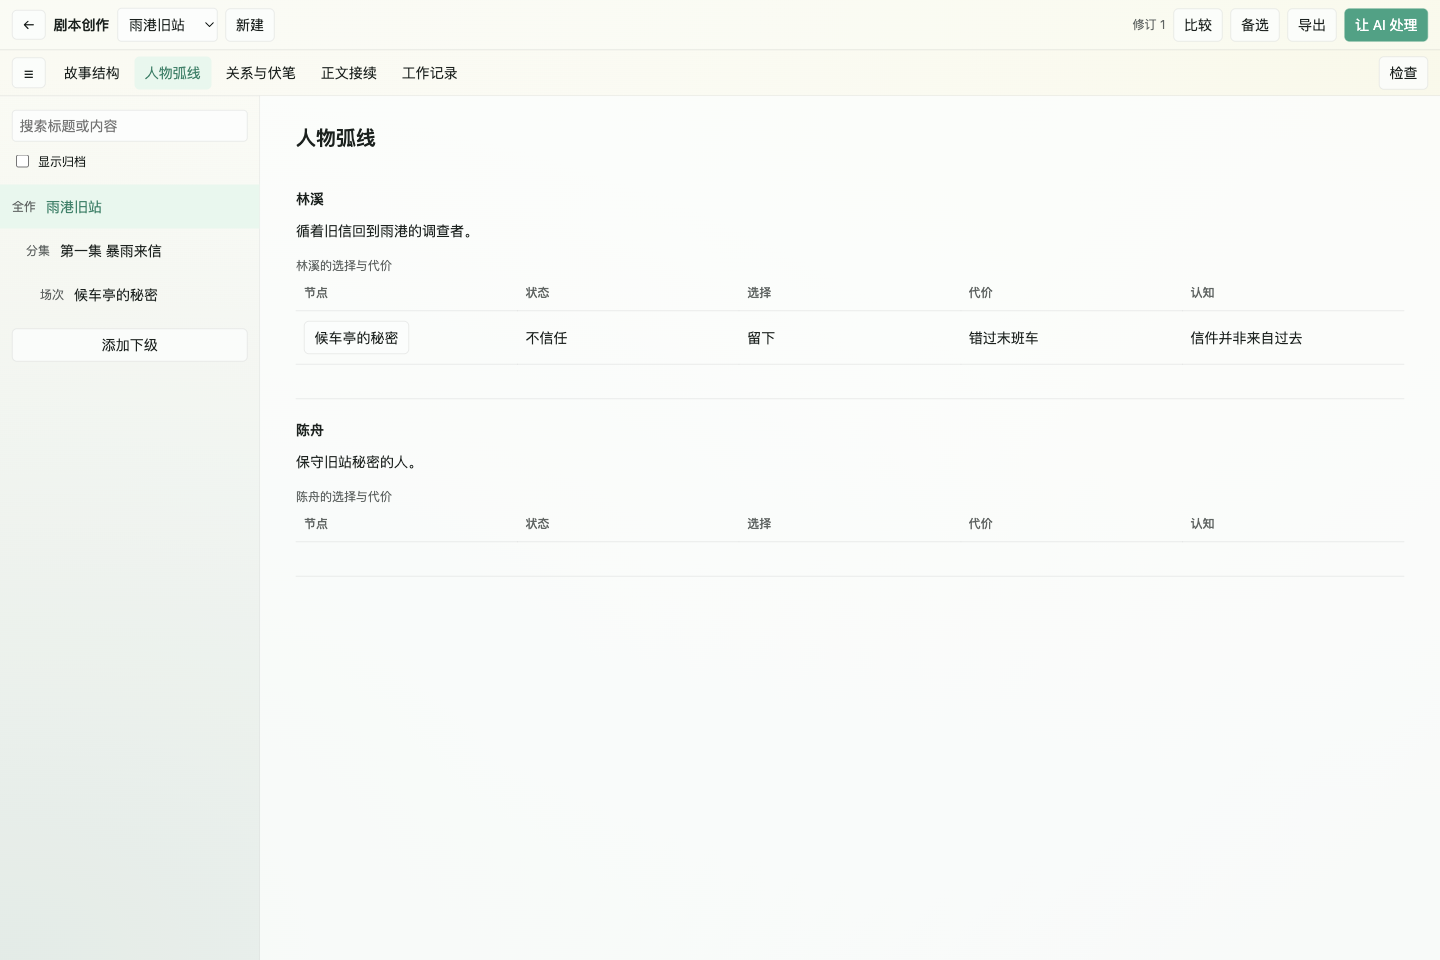 ← 剧本创作 雨港旧站 新建 修订 1 比较 备选 导出 让 AI 处理
≡ 故事结构 人物弧线 关系与伏笔 正文接续 工作记录 检查
搜索标题或内容
显示归档
全作 雨港旧站
分集 第一集 暴雨来信
场次 候车亭的秘密
添加下级
人物弧线
林溪
循着旧信回到雨港的调查者。
林溪的选择与代价
节点 状态 选择 代价 认知
候车亭的秘密 不信任 留下 错过末班车 信件并非来自过去
陈舟
保守旧站秘密的人。
陈舟的选择与代价
节点 状态 选择 代价 认知